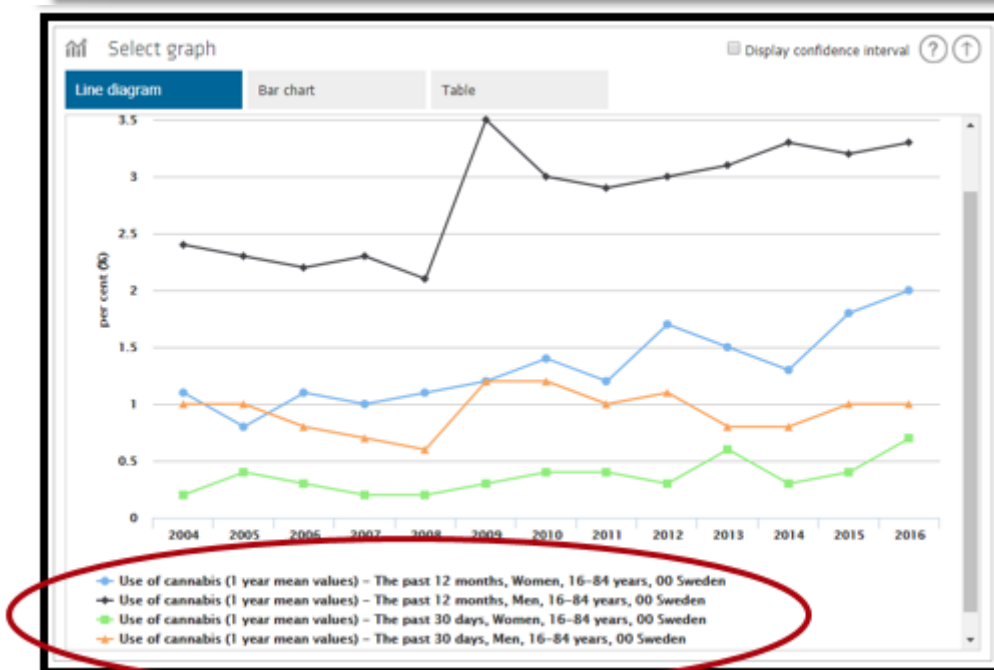 Select graph
Display confidence interval ? ↑
Line diagram Bar chart Table
3.5
3
2.5
2
1.5
1
0.5
0
per cent (%)
2004 2005 2006 2007 2008 2009 2010 2011 2012 2013 2014 2015 2016
Use of cannabis (1 year mean values) – The past 12 months, Women, 16–84 years, 00 Sweden
Use of cannabis (1 year mean values) – The past 12 months, Men, 16–84 years, 00 Sweden
Use of cannabis (1 year mean values) – The past 30 days, Women, 16–84 years, 00 Sweden
Use of cannabis (1 year mean values) – The past 30 days, Men, 16–84 years, 00 Sweden